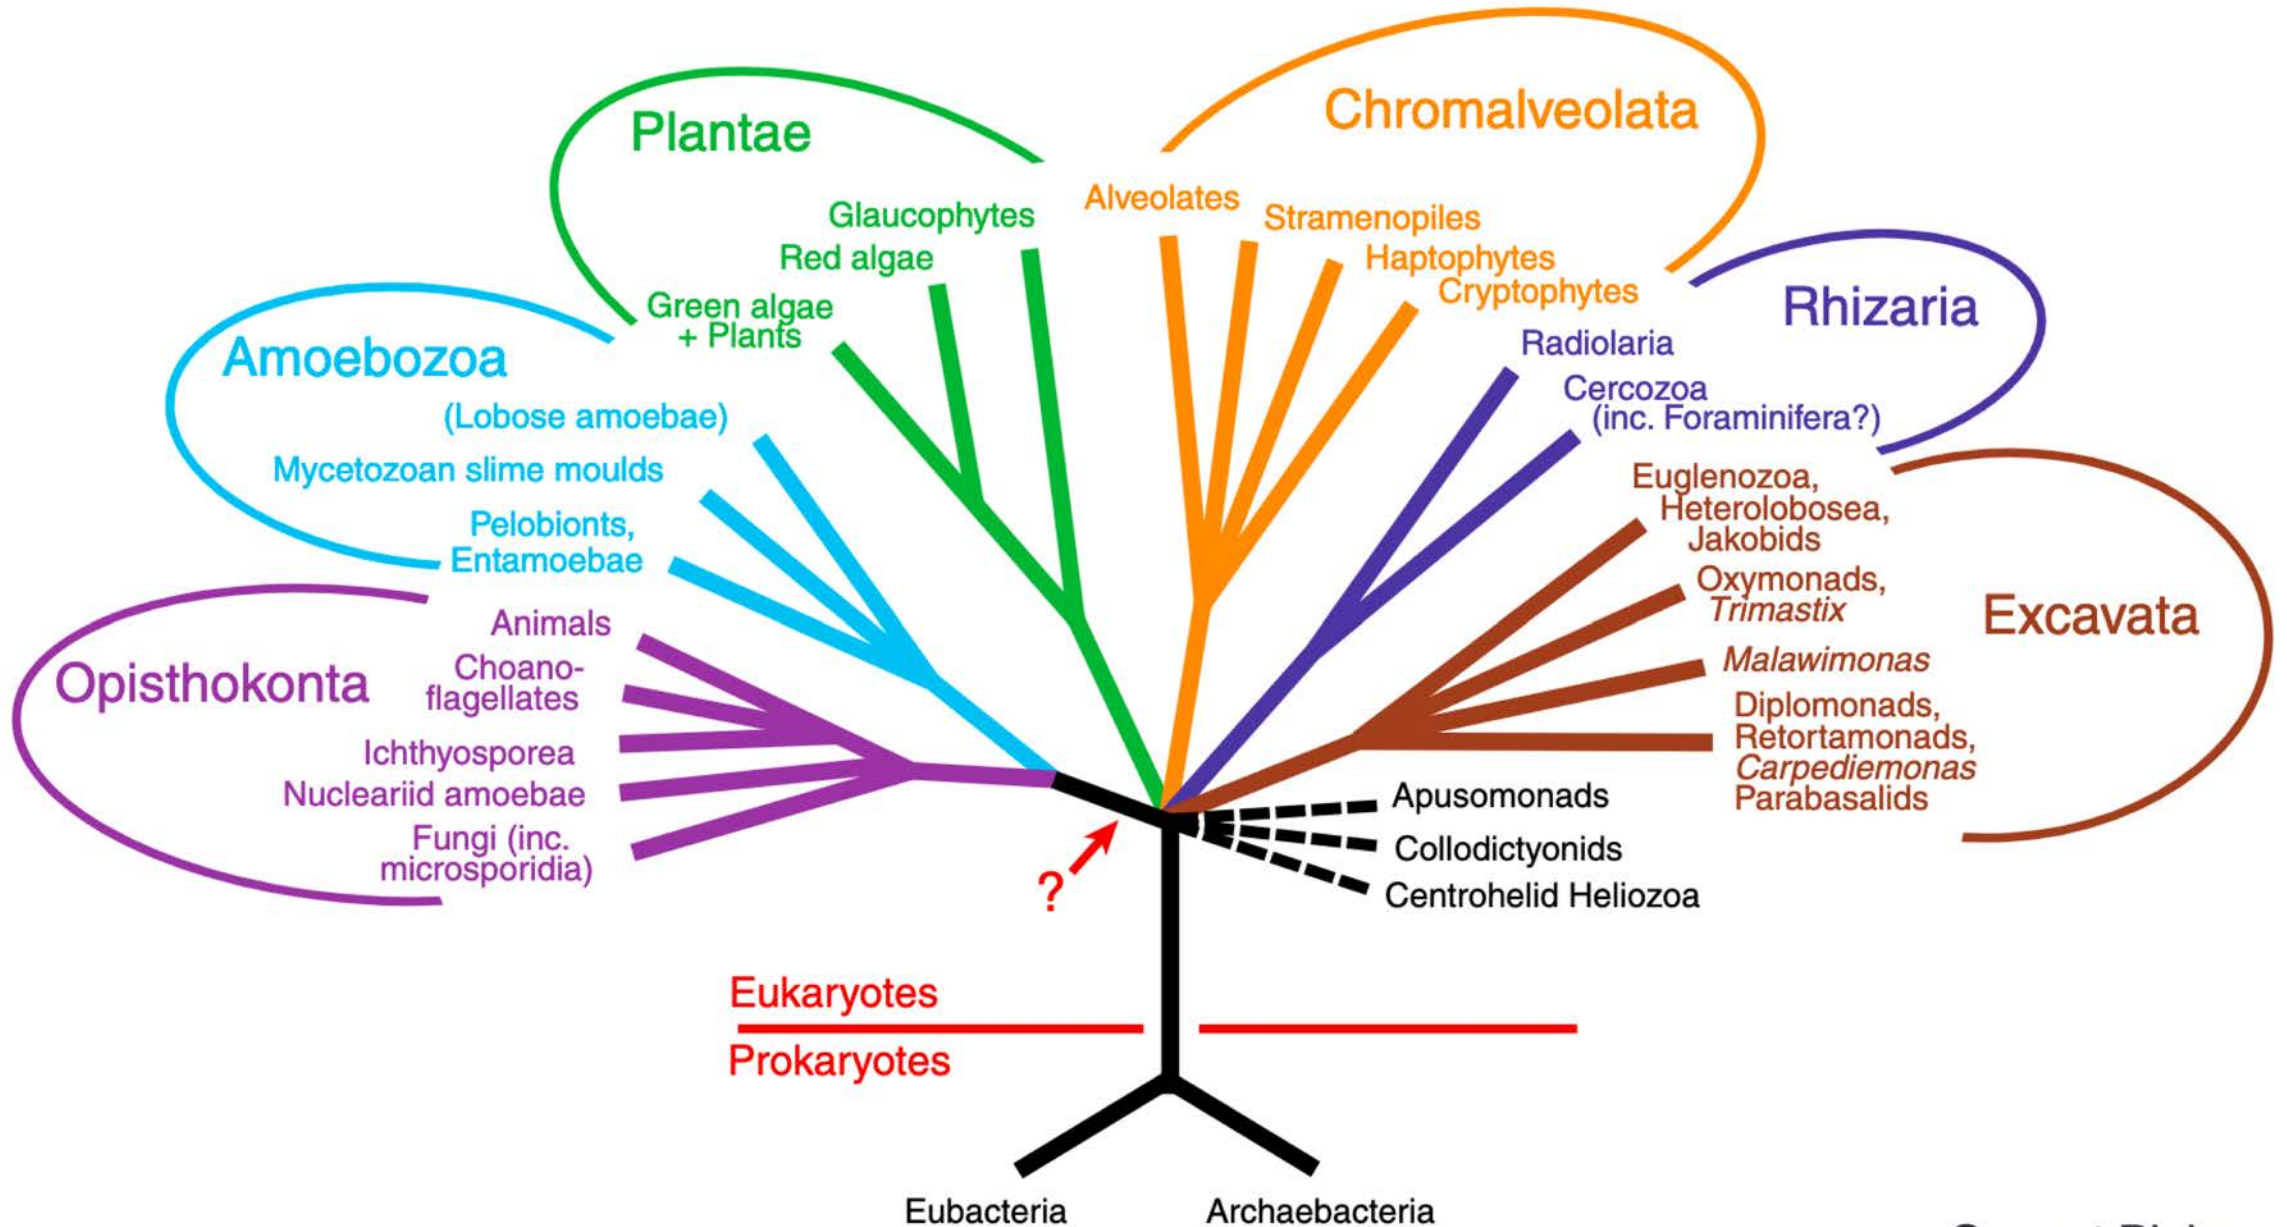 Plantae
Chromalveolata
Glaucophytes
Red algae
Green algae
+ Plants
Alveolates
Stramenopiles
Haptophytes
Cryptophytes
Rhizaria
Radiolaria
Cercozoa
(inc. Foraminifera?)
Amoebozoa
(Lobose amoebae)
Mycetozoan slime moulds
Pelobionts,
Entamoebae
Euglenozoa,
Heterolobosea,
Jakobids
Oxymonads,
Trimastix
Excavata
Malawimonas
Diplomonads,
Retortamonads,
Carpediemonas
Parabasalids
Opisthokonta
Animals
Choano-
flagellates
Ichthyosporea
Nucleariid amoebae
Fungi (inc.
microsporidia)
Apusomonads
Collodictyonids
Centrohelid Heliozoa
?
Eukaryotes
Prokaryotes
Eubacteria
Archaebacteria